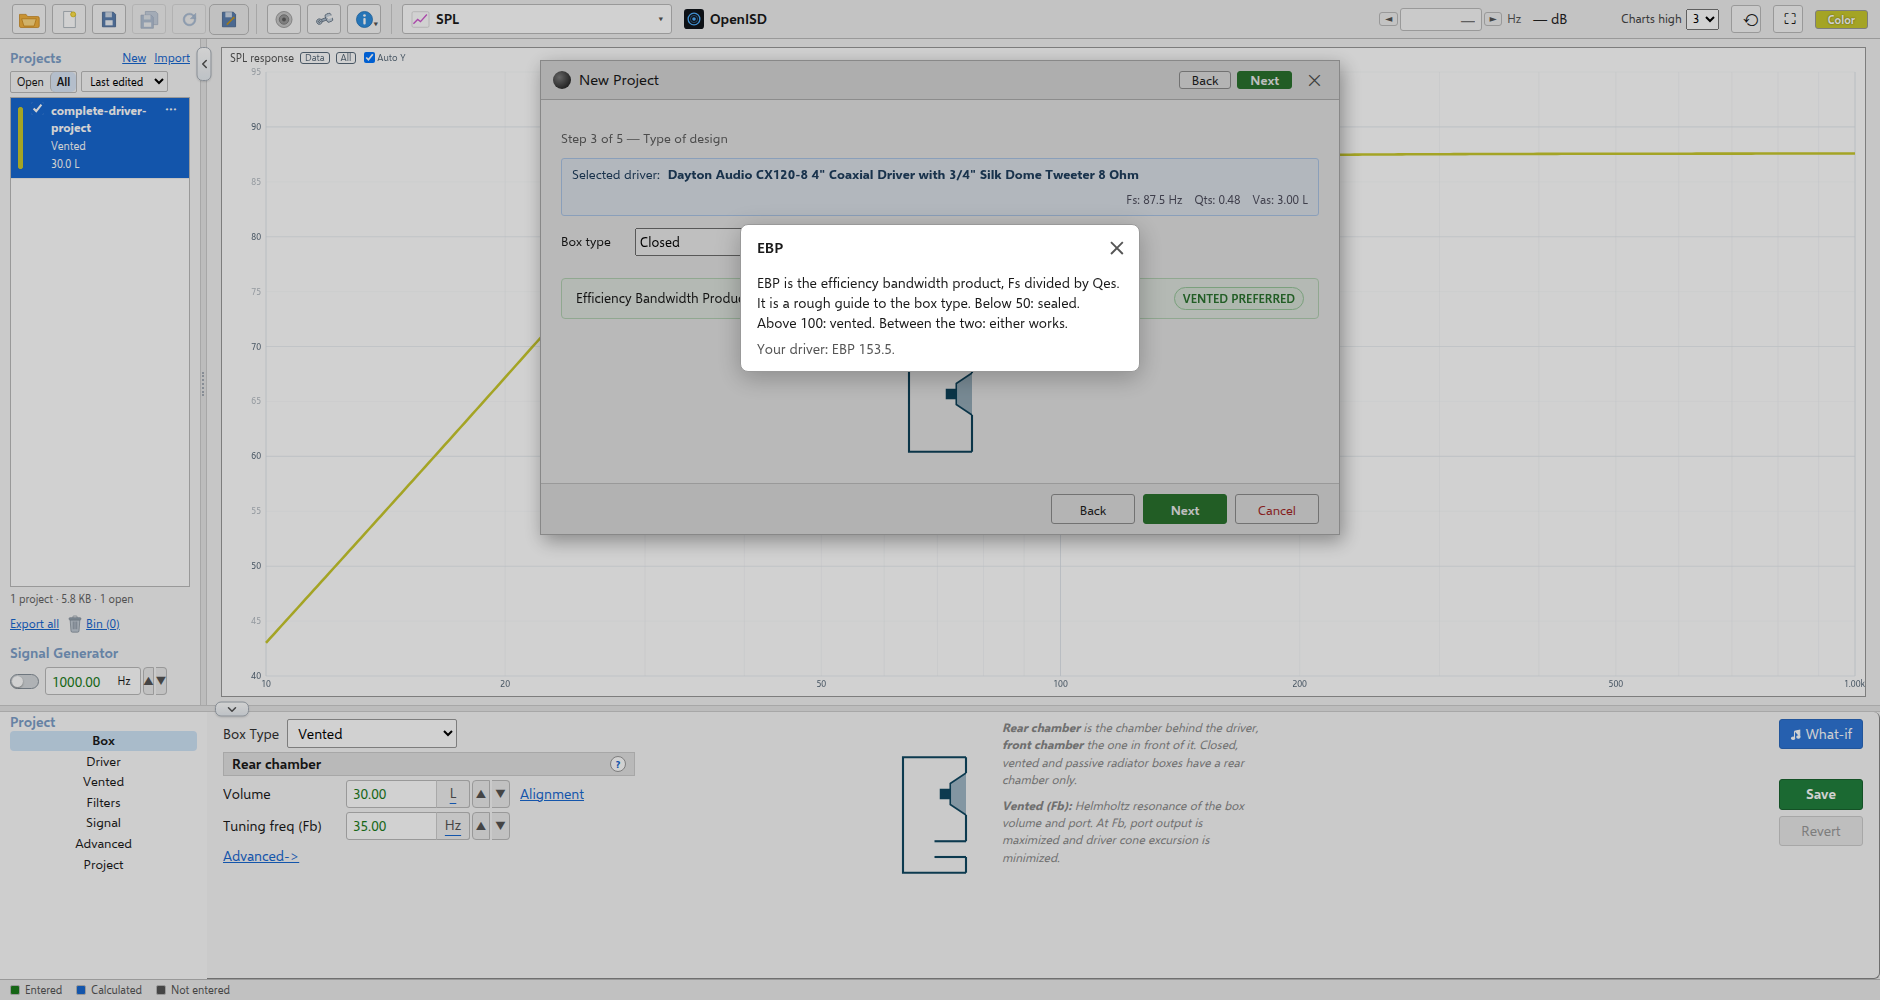 SPL
OpenISD
— Hz — dB
Charts high 3
Color
Projects New Import
Open All Last edited
complete-driver-
project
Vented
30.0 L
1 project · 5.8 KB · 1 open
Export all Bin (0)
Signal Generator
1000.00 Hz
SPL response Data All Auto Y
95
90
85
80
75
70
65
60
55
50
45
40
10 20 50 100 200 500 1.00k
New Project Back Next
Step 3 of 5 — Type of design
Selected driver: Dayton Audio CX120-8 4" Coaxial Driver with 3/4" Silk Dome Tweeter 8 Ohm
Fs: 87.5 Hz Qts: 0.48 Vas: 3.00 L
Box type Closed
Efficiency Bandwidth Produ
VENTED PREFERRED
EBP
EBP is the efficiency bandwidth product, Fs divided by Qes.
It is a rough guide to the box type. Below 50: sealed.
Above 100: vented. Between the two: either works.
Your driver: EBP 153.5.
Back Next Cancel
Project
Box
Driver
Vented
Filters
Signal
Advanced
Project
Box Type Vented
Rear chamber ?
Volume 30.00 L Alignment
Tuning freq (Fb) 35.00 Hz
Advanced->
Rear chamber is the chamber behind the driver,
front chamber the one in front of it. Closed,
vented and passive radiator boxes have a rear
chamber only.
Vented (Fb): Helmholtz resonance of the box
volume and port. At Fb, port output is
maximized and driver cone excursion is
minimized.
What-if
Save
Revert
Entered Calculated Not entered